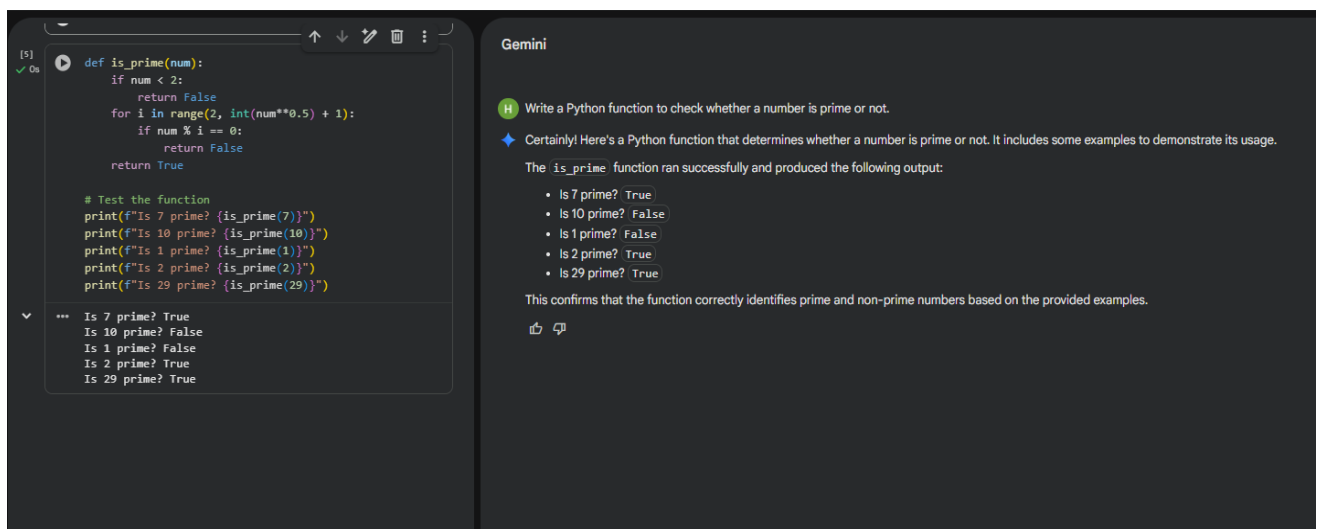 [5]
0s
def is_prime(num):
    if num < 2:
        return False
    for i in range(2, int(num**0.5) + 1):
        if num % i == 0:
            return False
    return True

# Test the function
print(f"Is 7 prime? {is_prime(7)}")
print(f"Is 10 prime? {is_prime(10)}")
print(f"Is 1 prime? {is_prime(1)}")
print(f"Is 2 prime? {is_prime(2)}")
print(f"Is 29 prime? {is_prime(29)}")
Is 7 prime? True
Is 10 prime? False
Is 1 prime? False
Is 2 prime? True
Is 29 prime? True
Gemini
H Write a Python function to check whether a number is prime or not.
Certainly! Here's a Python function that determines whether a number is prime or not. It includes some examples to demonstrate its usage.
The is_prime function ran successfully and produced the following output:
• Is 7 prime? True
• Is 10 prime? False
• Is 1 prime? False
• Is 2 prime? True
• Is 29 prime? True
This confirms that the function correctly identifies prime and non-prime numbers based on the provided examples.